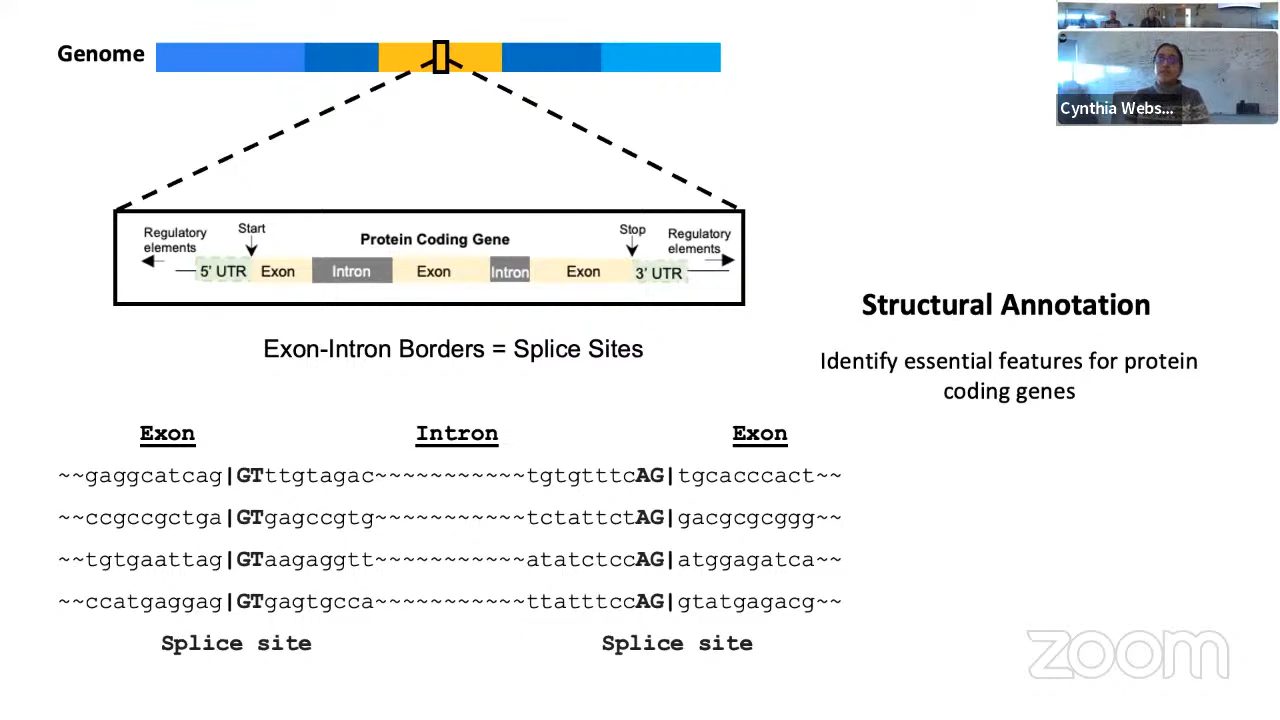 Genome
Cynthia Webs...
Regulatory elements
Start
Protein Coding Gene
Stop
Regulatory elements
5' UTR Exon Intron Exon Intron Exon 3' UTR
Exon-Intron Borders = Splice Sites
Structural Annotation
Identify essential features for protein
coding genes
Exon Intron Exon
~~gaggcatcag|GTttgtagac~~~~~~~~~~~tgtgtttcAG|tgcacccact~~
~~ccgccgctga|GTgagccgtg~~~~~~~~~~~tctattctAG|gacgcgcggg~~
~~tgtgaattag|GTaagaggtt~~~~~~~~~~~atatctccAG|atggagatca~~
~~ccatgaggag|GTgagtgcca~~~~~~~~~~~ttatttccAG|gtatgagacg~~
Splice site Splice site
zoom